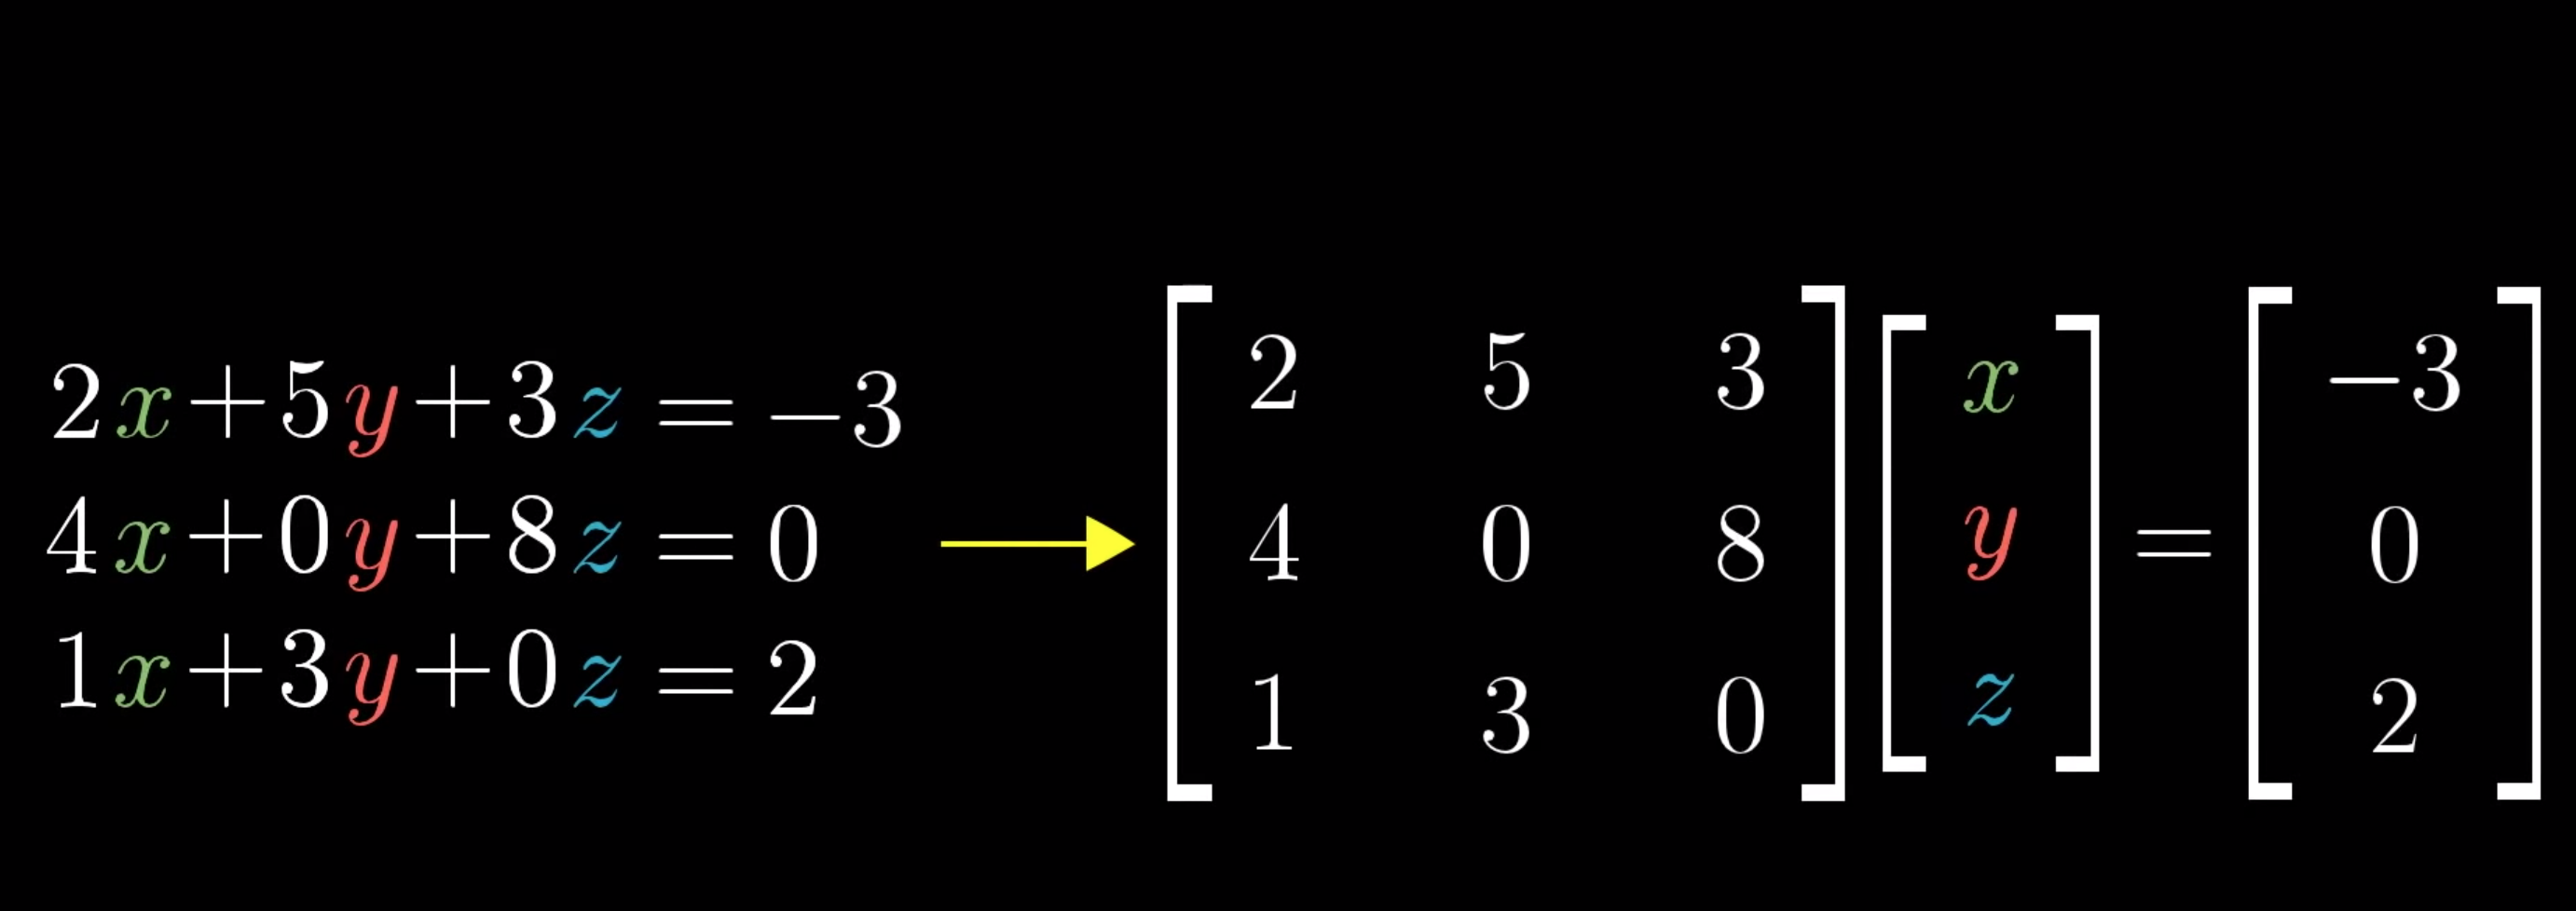 2x+5y+3z = −3
4x+0y+8z = 0
1x+3y+0z = 2
[2 5 3
4 0 8
1 3 0] [x
y
z] = [−3
0
2]